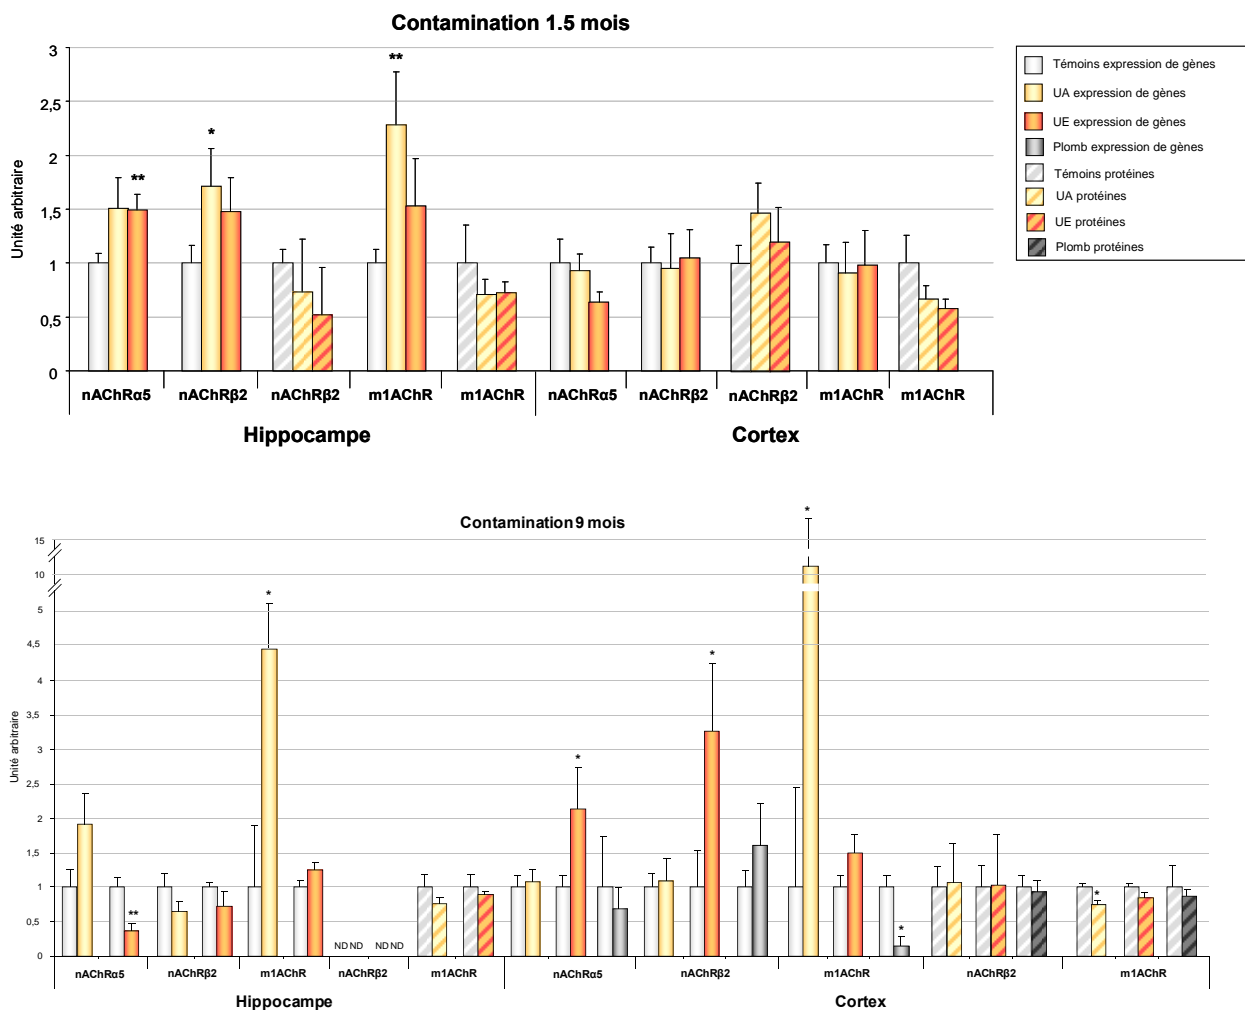 Contamination 1.5 mois
Unité arbitraire
3
2,5
2
1,5
1
0,5
0
**
*
**
nAChRα5 nAChRβ2 nAChRβ2 m1AChR m1AChR nAChRα5 nAChRβ2 nAChRβ2 m1AChR m1AChR
Hippocampe Cortex
Témoins expression de gènes
UA expression de gènes
UE expression de gènes
Plomb expression de gènes
Témoins protéines
UA protéines
UE protéines
Plomb protéines
Contamination 9 mois
Unité arbitraire
15
10
5
4,5
4
3,5
3
2,5
2
1,5
1
0,5
0
**
*
ND ND ND ND
*
*
*
*
*
nAChRα5 nAChRβ2 m1AChR nAChRβ2 m1AChR nAChRα5 nAChRβ2 m1AChR nAChRβ2 m1AChR
Hippocampe Cortex